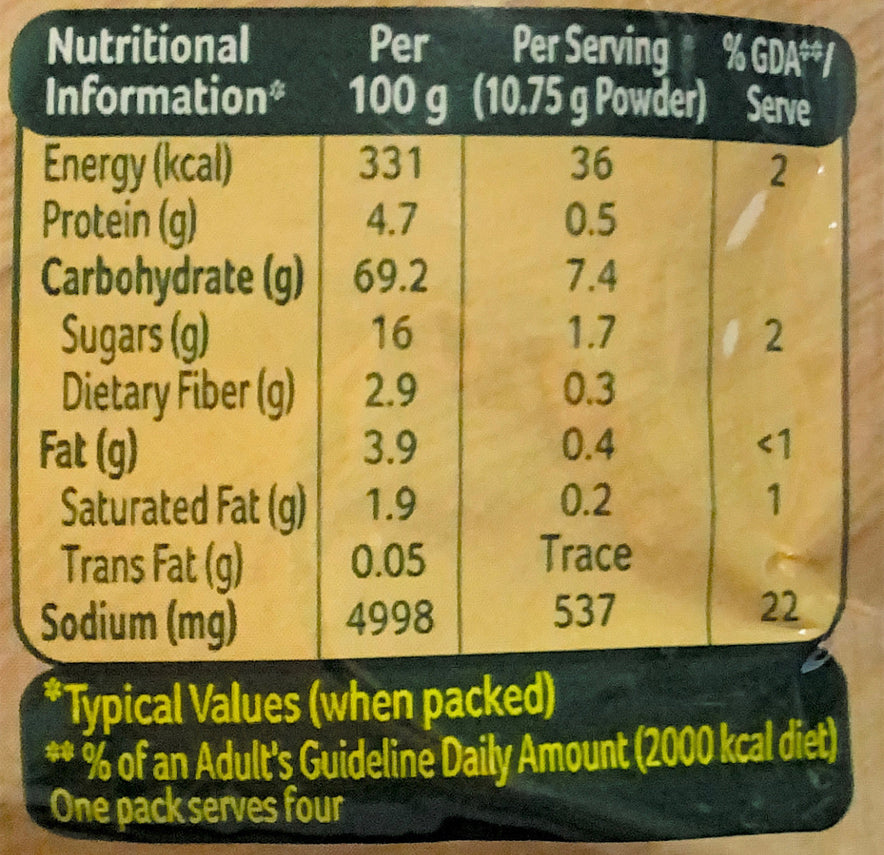 Nutritional Information* Per 100 g Per Serving (10.75 g Powder) % GDA**/ Serve
Energy (kcal) 331 36 2
Protein (g) 4.7 0.5
Carbohydrate (g) 69.2 7.4
Sugars (g) 16 1.7 2
Dietary Fiber (g) 2.9 0.3
Fat (g) 3.9 0.4 <1
Saturated Fat (g) 1.9 0.2 1
Trans Fat (g) 0.05 Trace
Sodium (mg) 4998 537 22
*Typical Values (when packed)
** % of an Adult's Guideline Daily Amount (2000 kcal diet)
One pack serves four